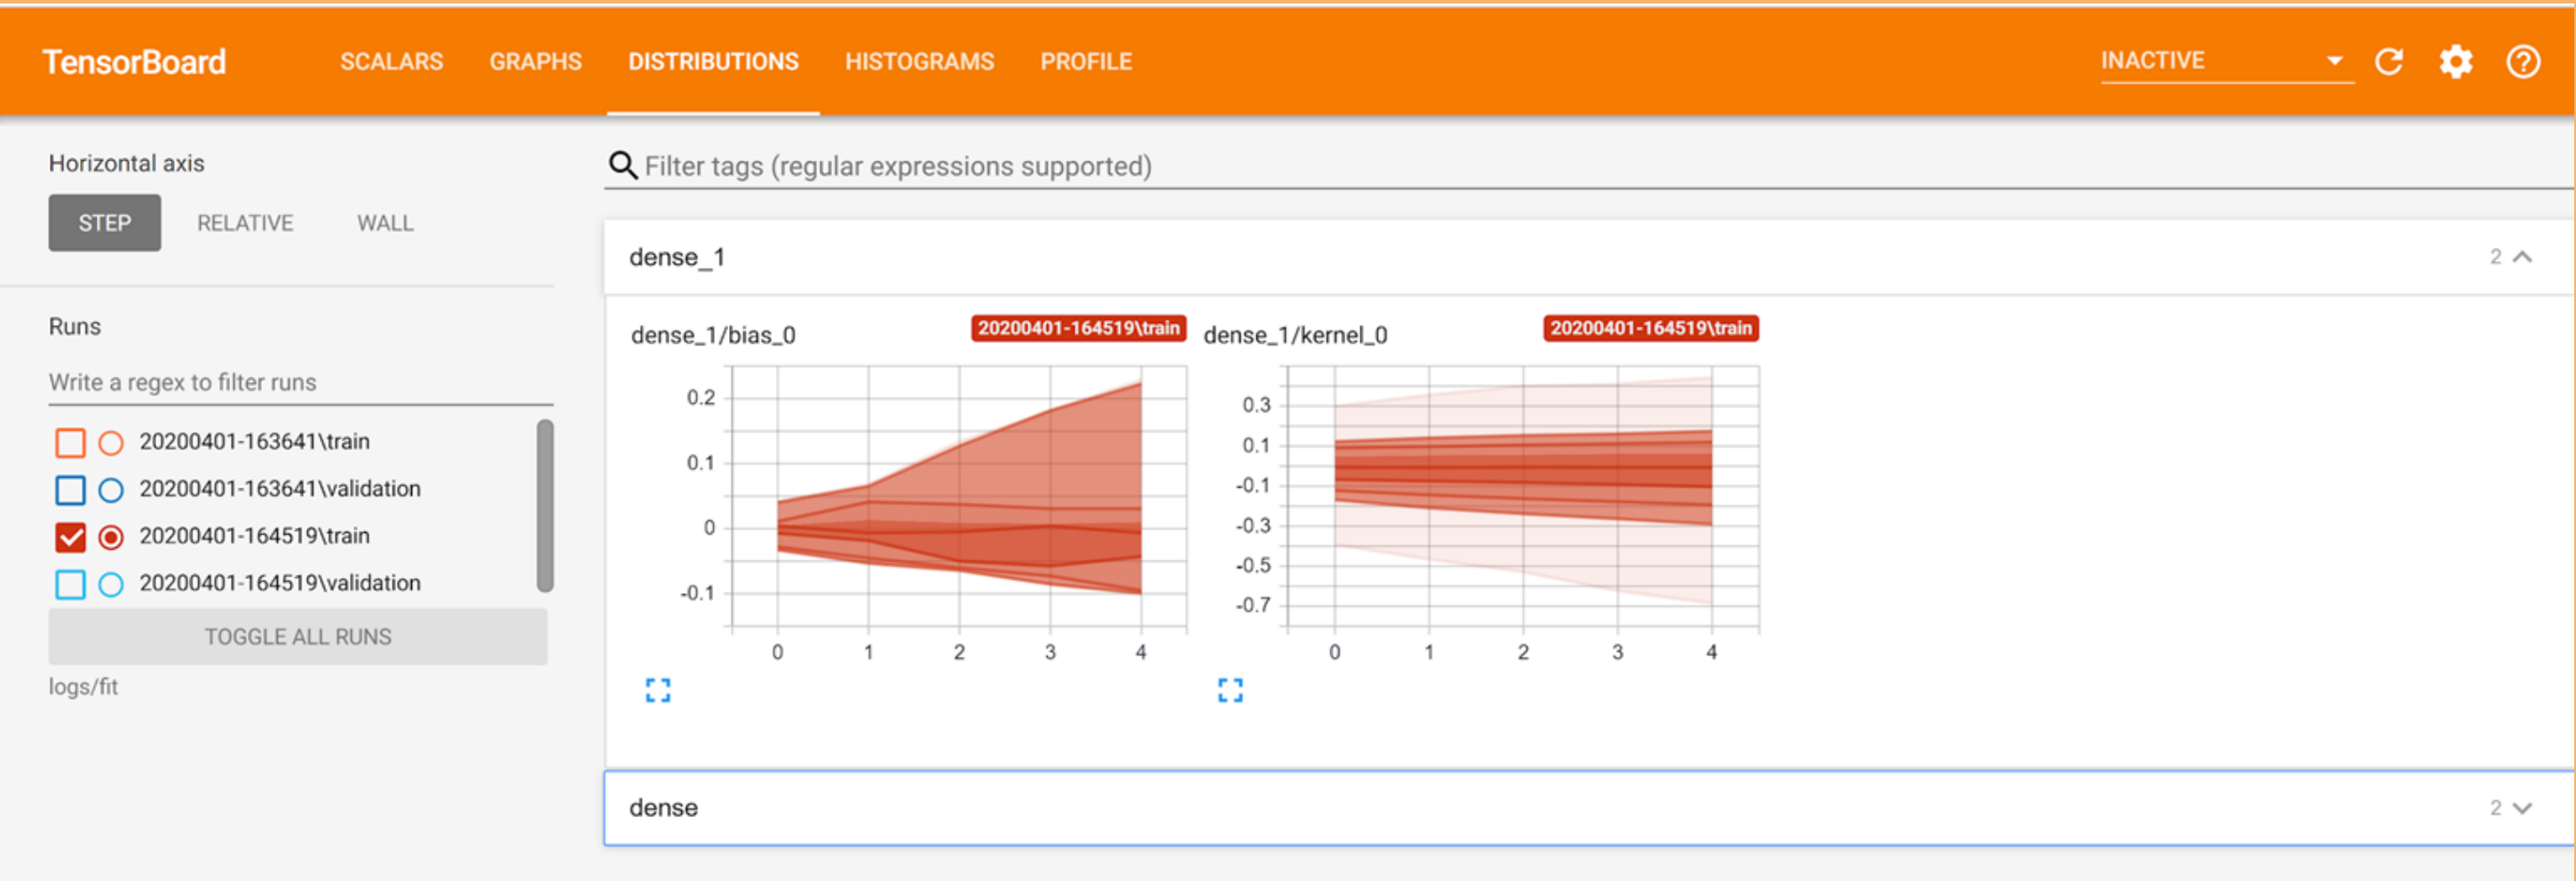 TensorBoard SCALARS GRAPHS DISTRIBUTIONS HISTOGRAMS PROFILE INACTIVE
Horizontal axis
STEP RELATIVE WALL
Runs
Write a regex to filter runs
20200401-163641\train
20200401-163641\validation
20200401-164519\train
20200401-164519\validation
TOGGLE ALL RUNS
logs/fit
Filter tags (regular expressions supported)
dense_1 2
dense_1/bias_0 20200401-164519\train
0.2
0.1
0
-0.1
0 1 2 3 4
dense_1/kernel_0 20200401-164519\train
0.3
0.1
-0.1
-0.3
-0.5
-0.7
0 1 2 3 4
dense 2